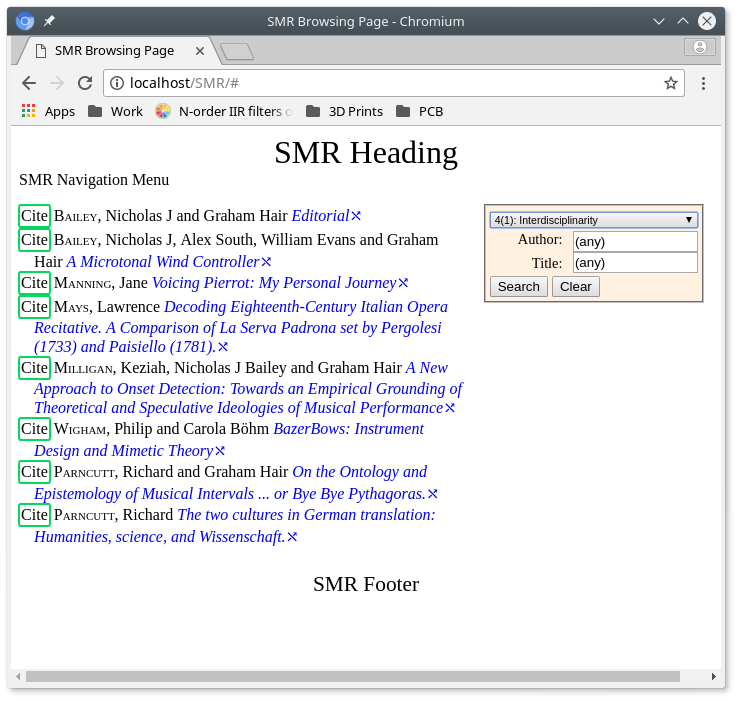 SMR Browsing Page - Chromium
SMR Browsing Page
localhost/SMR/#
Apps Work N-order IIR filters 3D Prints PCB
SMR Heading
SMR Navigation Menu
Cite Bailey, Nicholas J and Graham Hair Editorial
Cite Bailey, Nicholas J, Alex South, William Evans and Graham
Hair A Microtonal Wind Controller
Cite Manning, Jane Voicing Pierrot: My Personal Journey
Cite Mays, Lawrence Decoding Eighteenth-Century Italian Opera
Recitative. A Comparison of La Serva Padrona set by Pergolesi
(1733) and Paisiello (1781).
Cite Milligan, Keziah, Nicholas J Bailey and Graham Hair A New
Approach to Onset Detection: Towards an Empirical Grounding of
Theoretical and Speculative Ideologies of Musical Performance
Cite Wigham, Philip and Carola Böhm BazerBows: Instrument
Design and Mimetic Theory
Cite Parncutt, Richard and Graham Hair On the Ontology and
Epistemology of Musical Intervals ... or Bye Bye Pythagoras.
Cite Parncutt, Richard The two cultures in German translation:
Humanities, science, and Wissenschaft.
4(1): Interdisciplinarity
Author: (any)
Title: (any)
Search Clear
SMR Footer